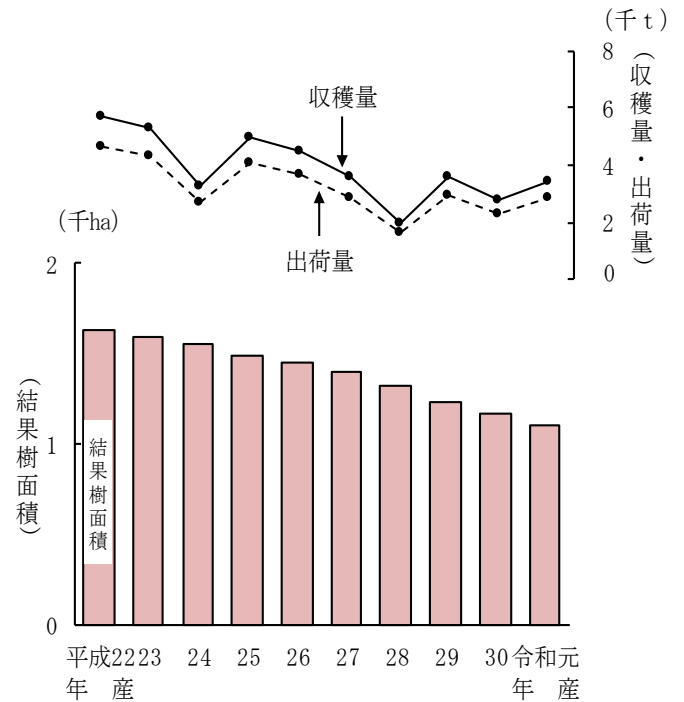 (千ｔ)
8
6
4
2
0
(収穫量・出荷量)
収穫量
出荷量
(千ha)
2
1
0
(結果樹面積)
結果樹面積
平成22 23 24 25 26 27 28 29 30 令和元
年 産 年 産